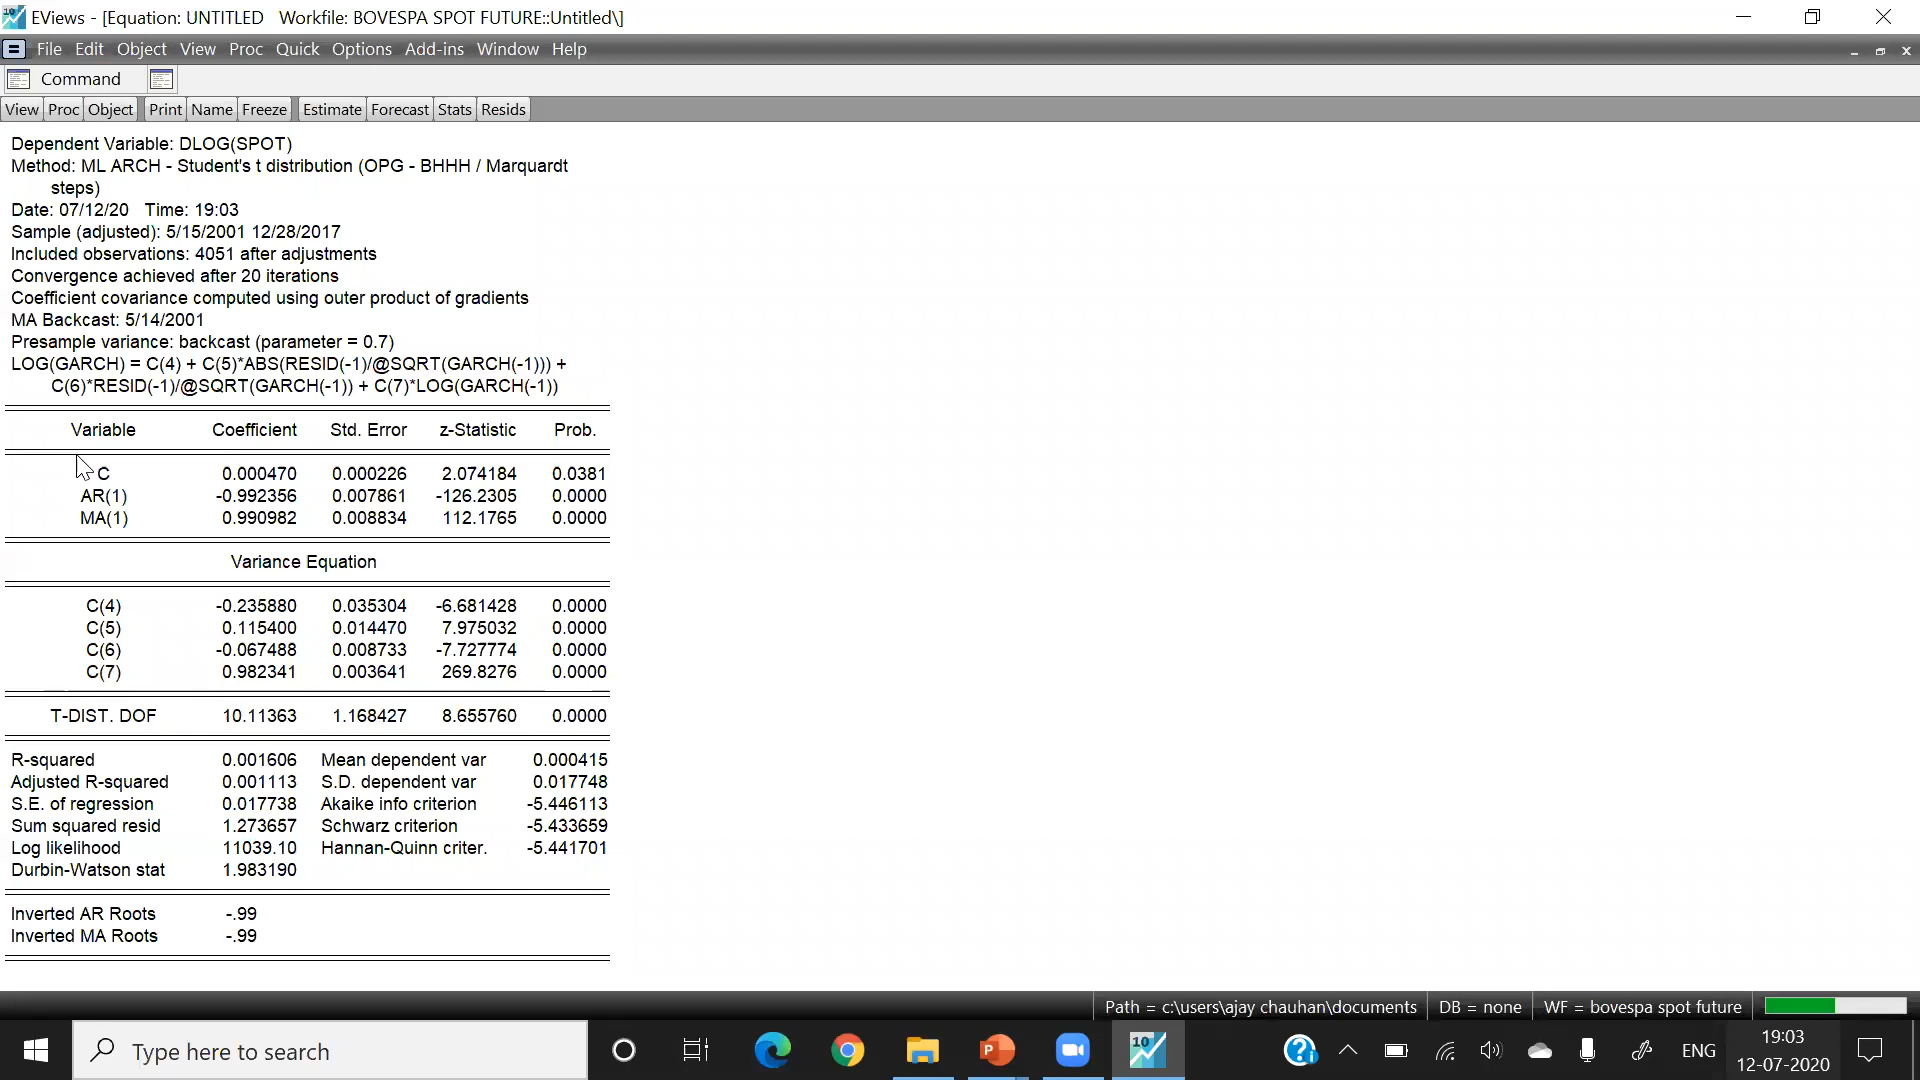 EViews - [Equation: UNTITLED   Workfile: BOVESPA SPOT FUTURE::Untitled\]
File Edit Object View Proc Quick Options Add-ins Window Help
Command
View Proc Object Print Name Freeze Estimate Forecast Stats Resids
Dependent Variable: DLOG(SPOT)
Method: ML ARCH - Student's t distribution (OPG - BHHH / Marquardt
steps)
Date: 07/12/20   Time: 19:03
Sample (adjusted): 5/15/2001 12/28/2017
Included observations: 4051 after adjustments
Convergence achieved after 20 iterations
Coefficient covariance computed using outer product of gradients
MA Backcast: 5/14/2001
Presample variance: backcast (parameter = 0.7)
LOG(GARCH) = C(4) + C(5)*ABS(RESID(-1)/@SQRT(GARCH(-1))) +
C(6)*RESID(-1)/@SQRT(GARCH(-1)) + C(7)*LOG(GARCH(-1))
Variable Coefficient Std. Error z-Statistic Prob.
C 0.000470 0.000226 2.074184 0.0381
AR(1) -0.992356 0.007861 -126.2305 0.0000
MA(1) 0.990982 0.008834 112.1765 0.0000
Variance Equation
C(4) -0.235880 0.035304 -6.681428 0.0000
C(5) 0.115400 0.014470 7.975032 0.0000
C(6) -0.067488 0.008733 -7.727774 0.0000
C(7) 0.982341 0.003641 269.8276 0.0000
T-DIST. DOF 10.11363 1.168427 8.655760 0.0000
R-squared 0.001606 Mean dependent var 0.000415
Adjusted R-squared 0.001113 S.D. dependent var 0.017748
S.E. of regression 0.017738 Akaike info criterion -5.446113
Sum squared resid 1.273657 Schwarz criterion -5.433659
Log likelihood 11039.10 Hannan-Quinn criter. -5.441701
Durbin-Watson stat 1.983190
Inverted AR Roots -.99
Inverted MA Roots -.99
Path = c:\users\ajay chauhan\documents DB = none WF = bovespa spot future
Type here to search
ENG
19:03
12-07-2020